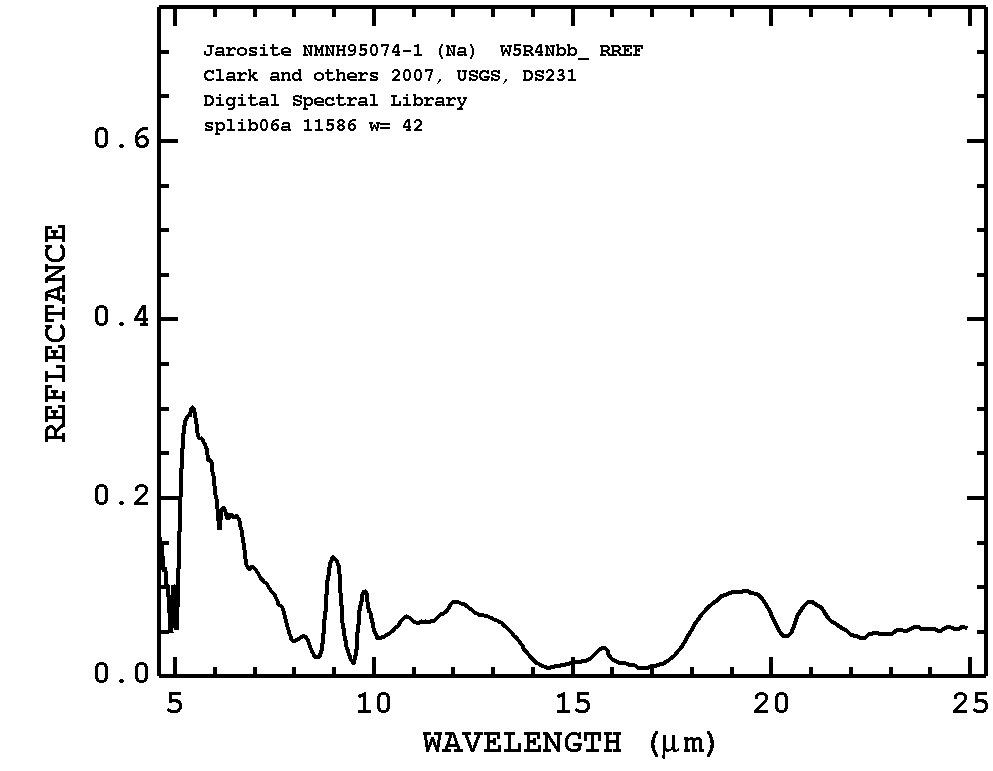 Jarosite NMNH95074-1 (Na)  W5R4Nbb_ RREF
Clark and others 2007, USGS, DS231
Digital Spectral Library
splib06a 11586 w= 42
0.6
0.4
0.2
0.0
REFLECTANCE
5 10 15 20 25
WAVELENGTH (μm)